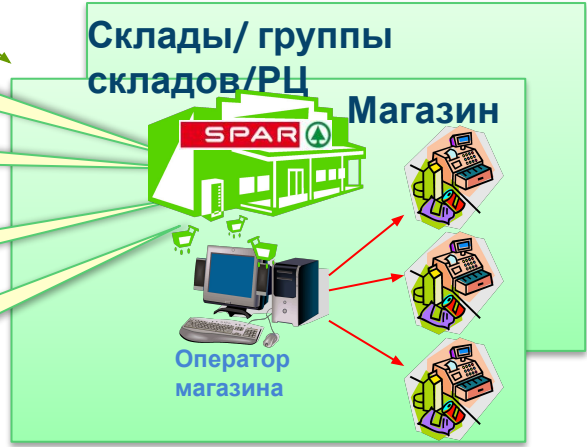 Склады/ группы
складов/РЦ
Магазин
SPAR
Оператор
магазина